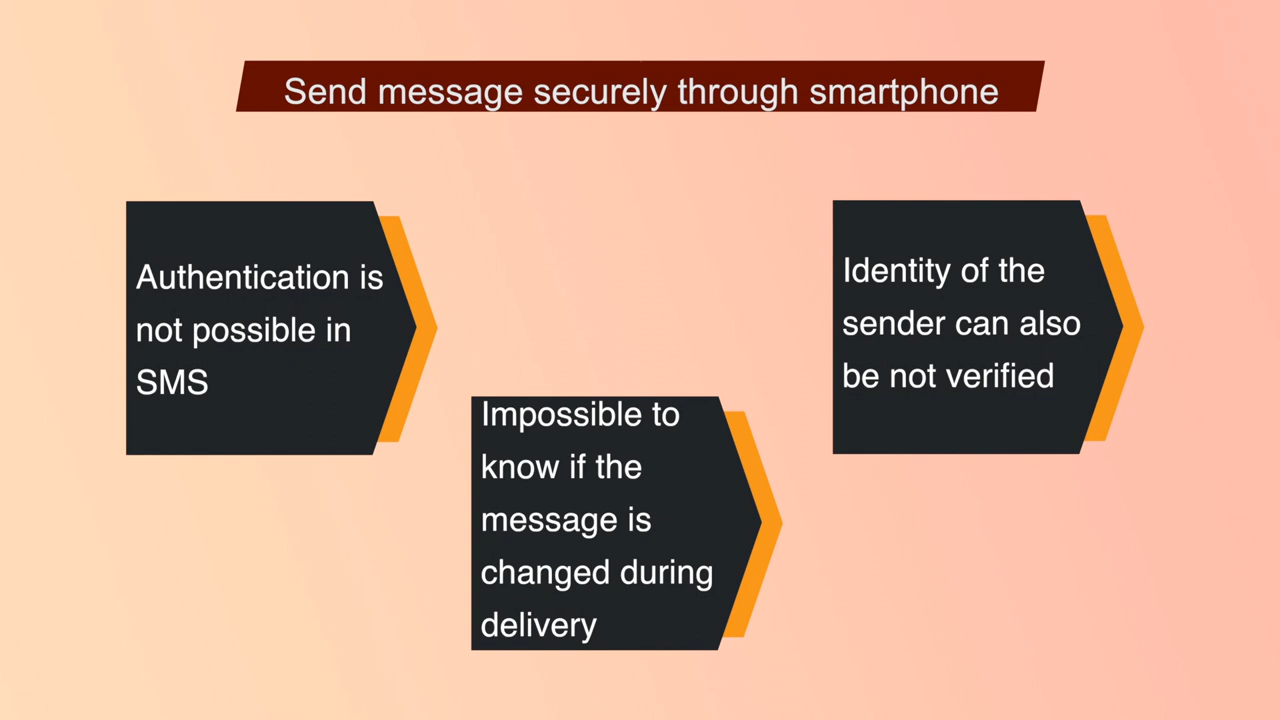 Send message securely through smartphone
Authentication is
not possible in
SMS
Impossible to
know if the
message is
changed during
delivery
Identity of the
sender can also
be not verified